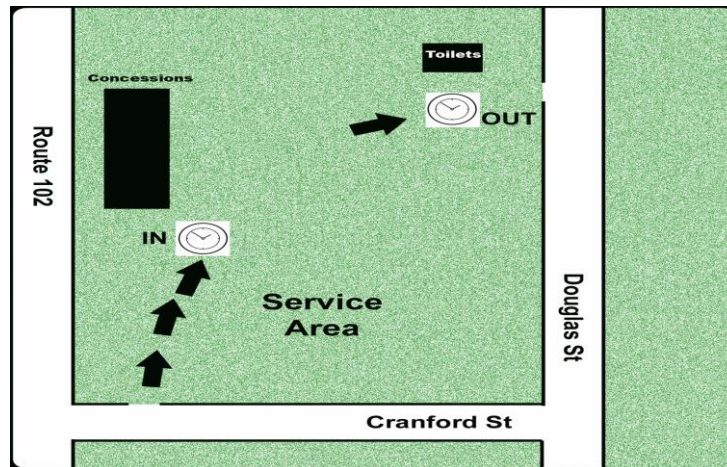 Toilets
Concessions
OUT
Route 102
IN
Service
Area
Douglas St
Cranford St